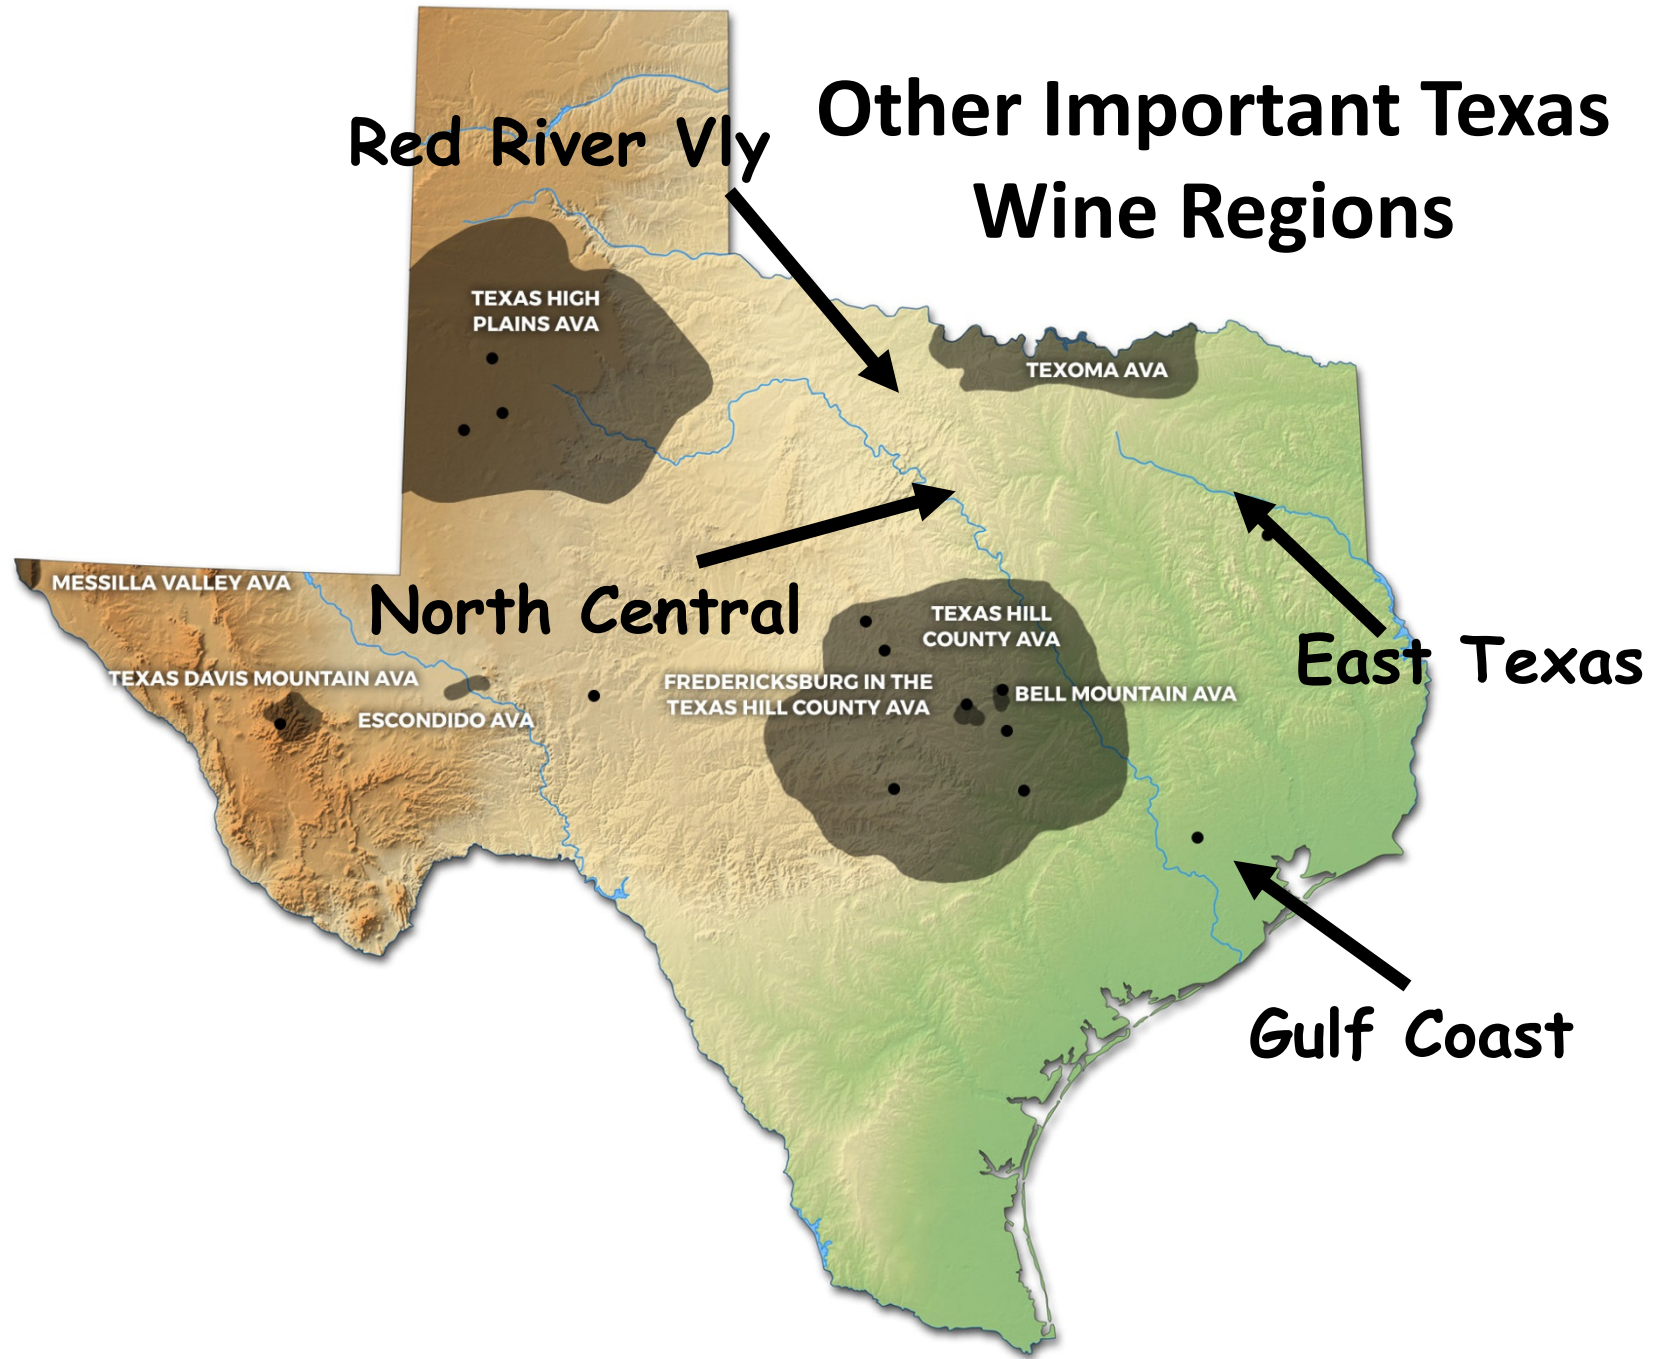 Other Important Texas
Wine Regions
Red River Vly
TEXAS HIGH
PLAINS AVA
TEXOMA AVA
MESSILLA VALLEY AVA
North Central
TEXAS HILL
COUNTY AVA
East Texas
TEXAS DAVIS MOUNTAIN AVA
ESCONDIDO AVA
FREDERICKSBURG IN THE
TEXAS HILL COUNTY AVA
BELL MOUNTAIN AVA
Gulf Coast